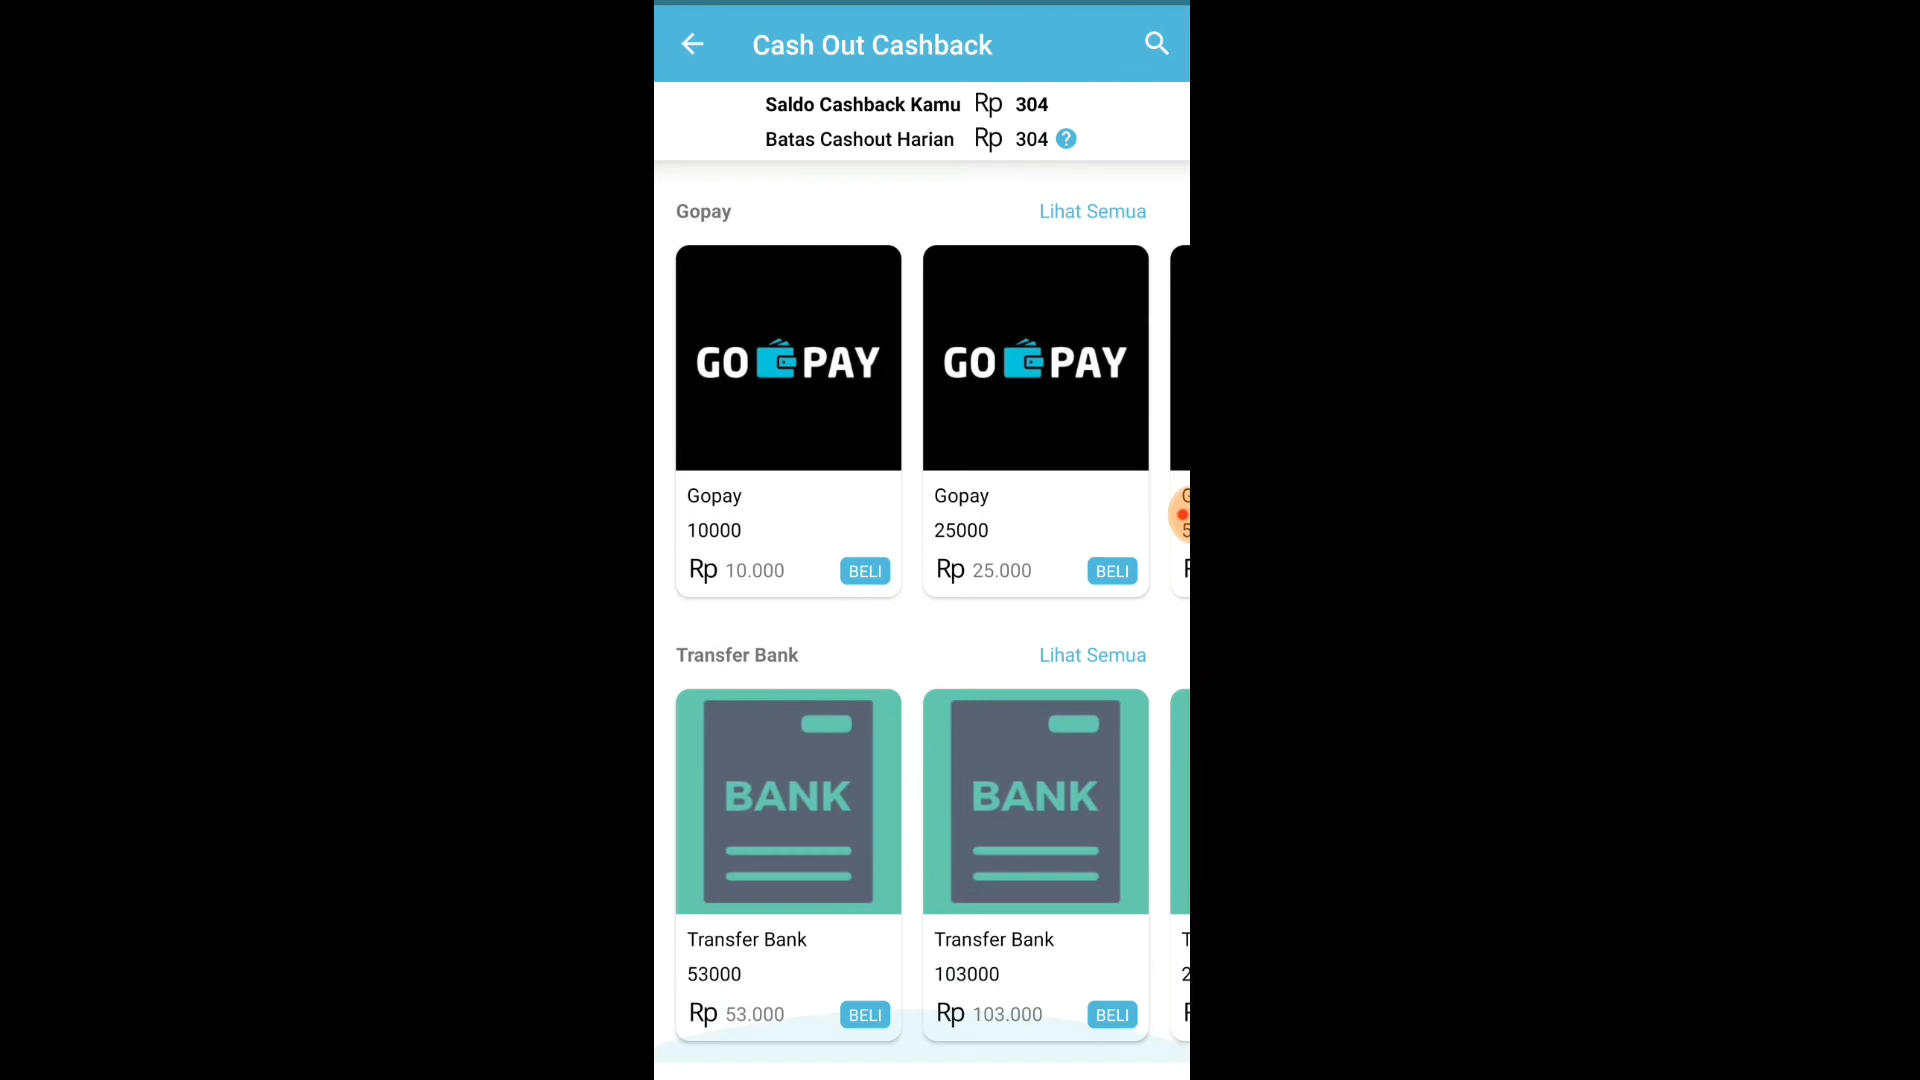 Cash Out Cashback
Saldo Cashback Kamu Rp 304
Batas Cashout Harian Rp 304 ?
Gopay Lihat Semua
GO PAY
GO PAY
Gopay
10000
Rp 10.000 BELI
Gopay
25000
Rp 25.000 BELI
Transfer Bank Lihat Semua
BANK
BANK
Transfer Bank
53000
Rp 53.000 BELI
Transfer Bank
103000
Rp 103.000 BELI